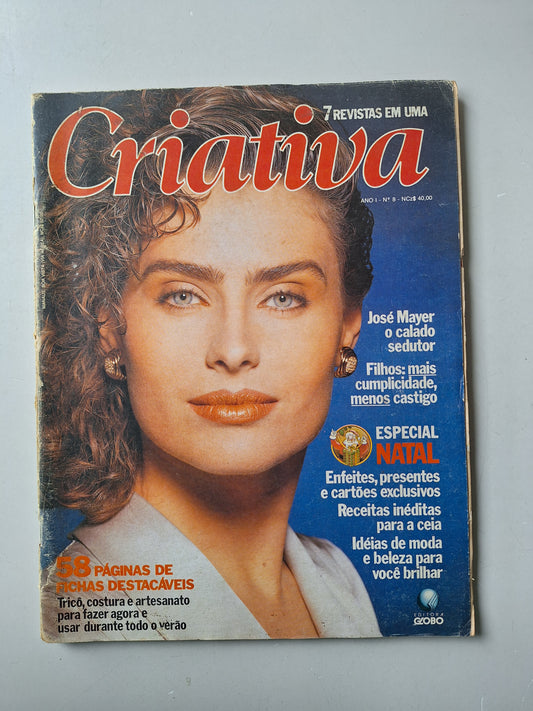 7 REVISTAS EM UMA
Criativa
ANO I - Nº 8 - NCz$ 40,00
José Mayer
o calado
sedutor
Filhos: mais
cumplicidade,
menos castigo
ESPECIAL
NATAL
Enfeites, presentes
e cartões exclusivos
Receitas inéditas
para a ceia
Idéias de moda
e beleza para
você brilhar
58 PÁGINAS DE
FICHAS DESTACÁVEIS
Tricô, costura e artesanato
para fazer agora e
usar durante todo o verão
EDITORA
GLOBO